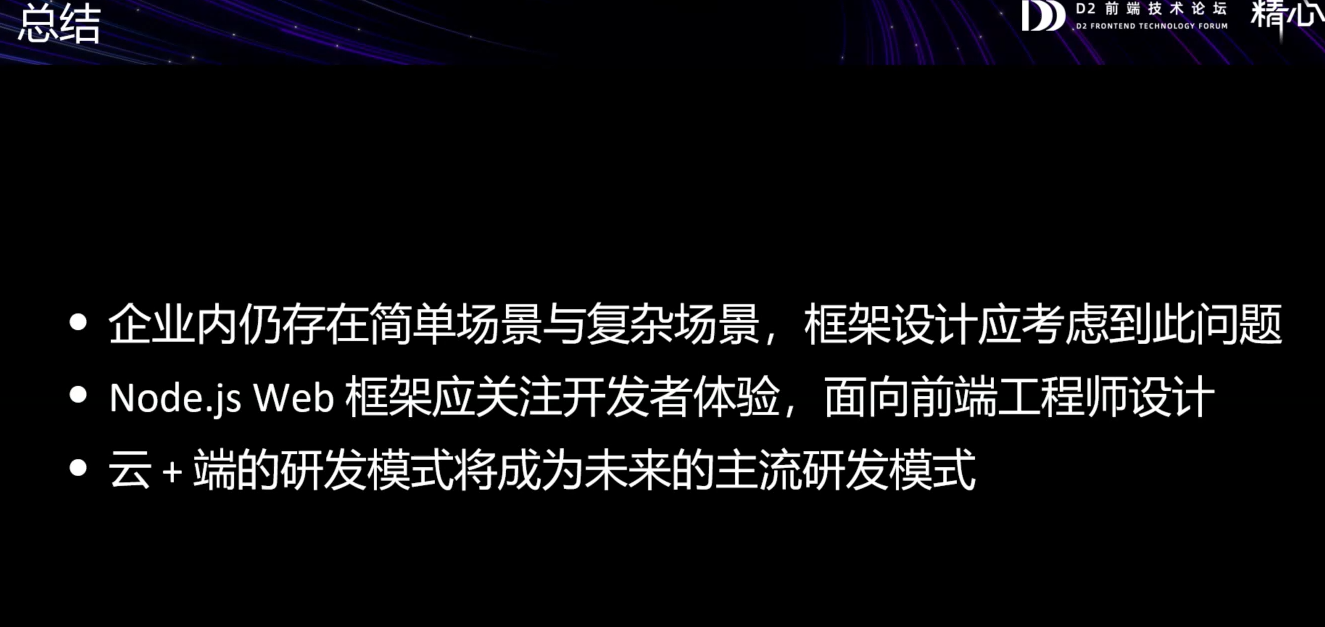 总结
D2 前端技术论坛
D2 FRONTEND TECHNOLOGY FORUM
精心
• 企业内仍存在简单场景与复杂场景，框架设计应考虑到此问题
• Node.js Web 框架应关注开发者体验，面向前端工程师设计
• 云 + 端的研发模式将成为未来的主流研发模式